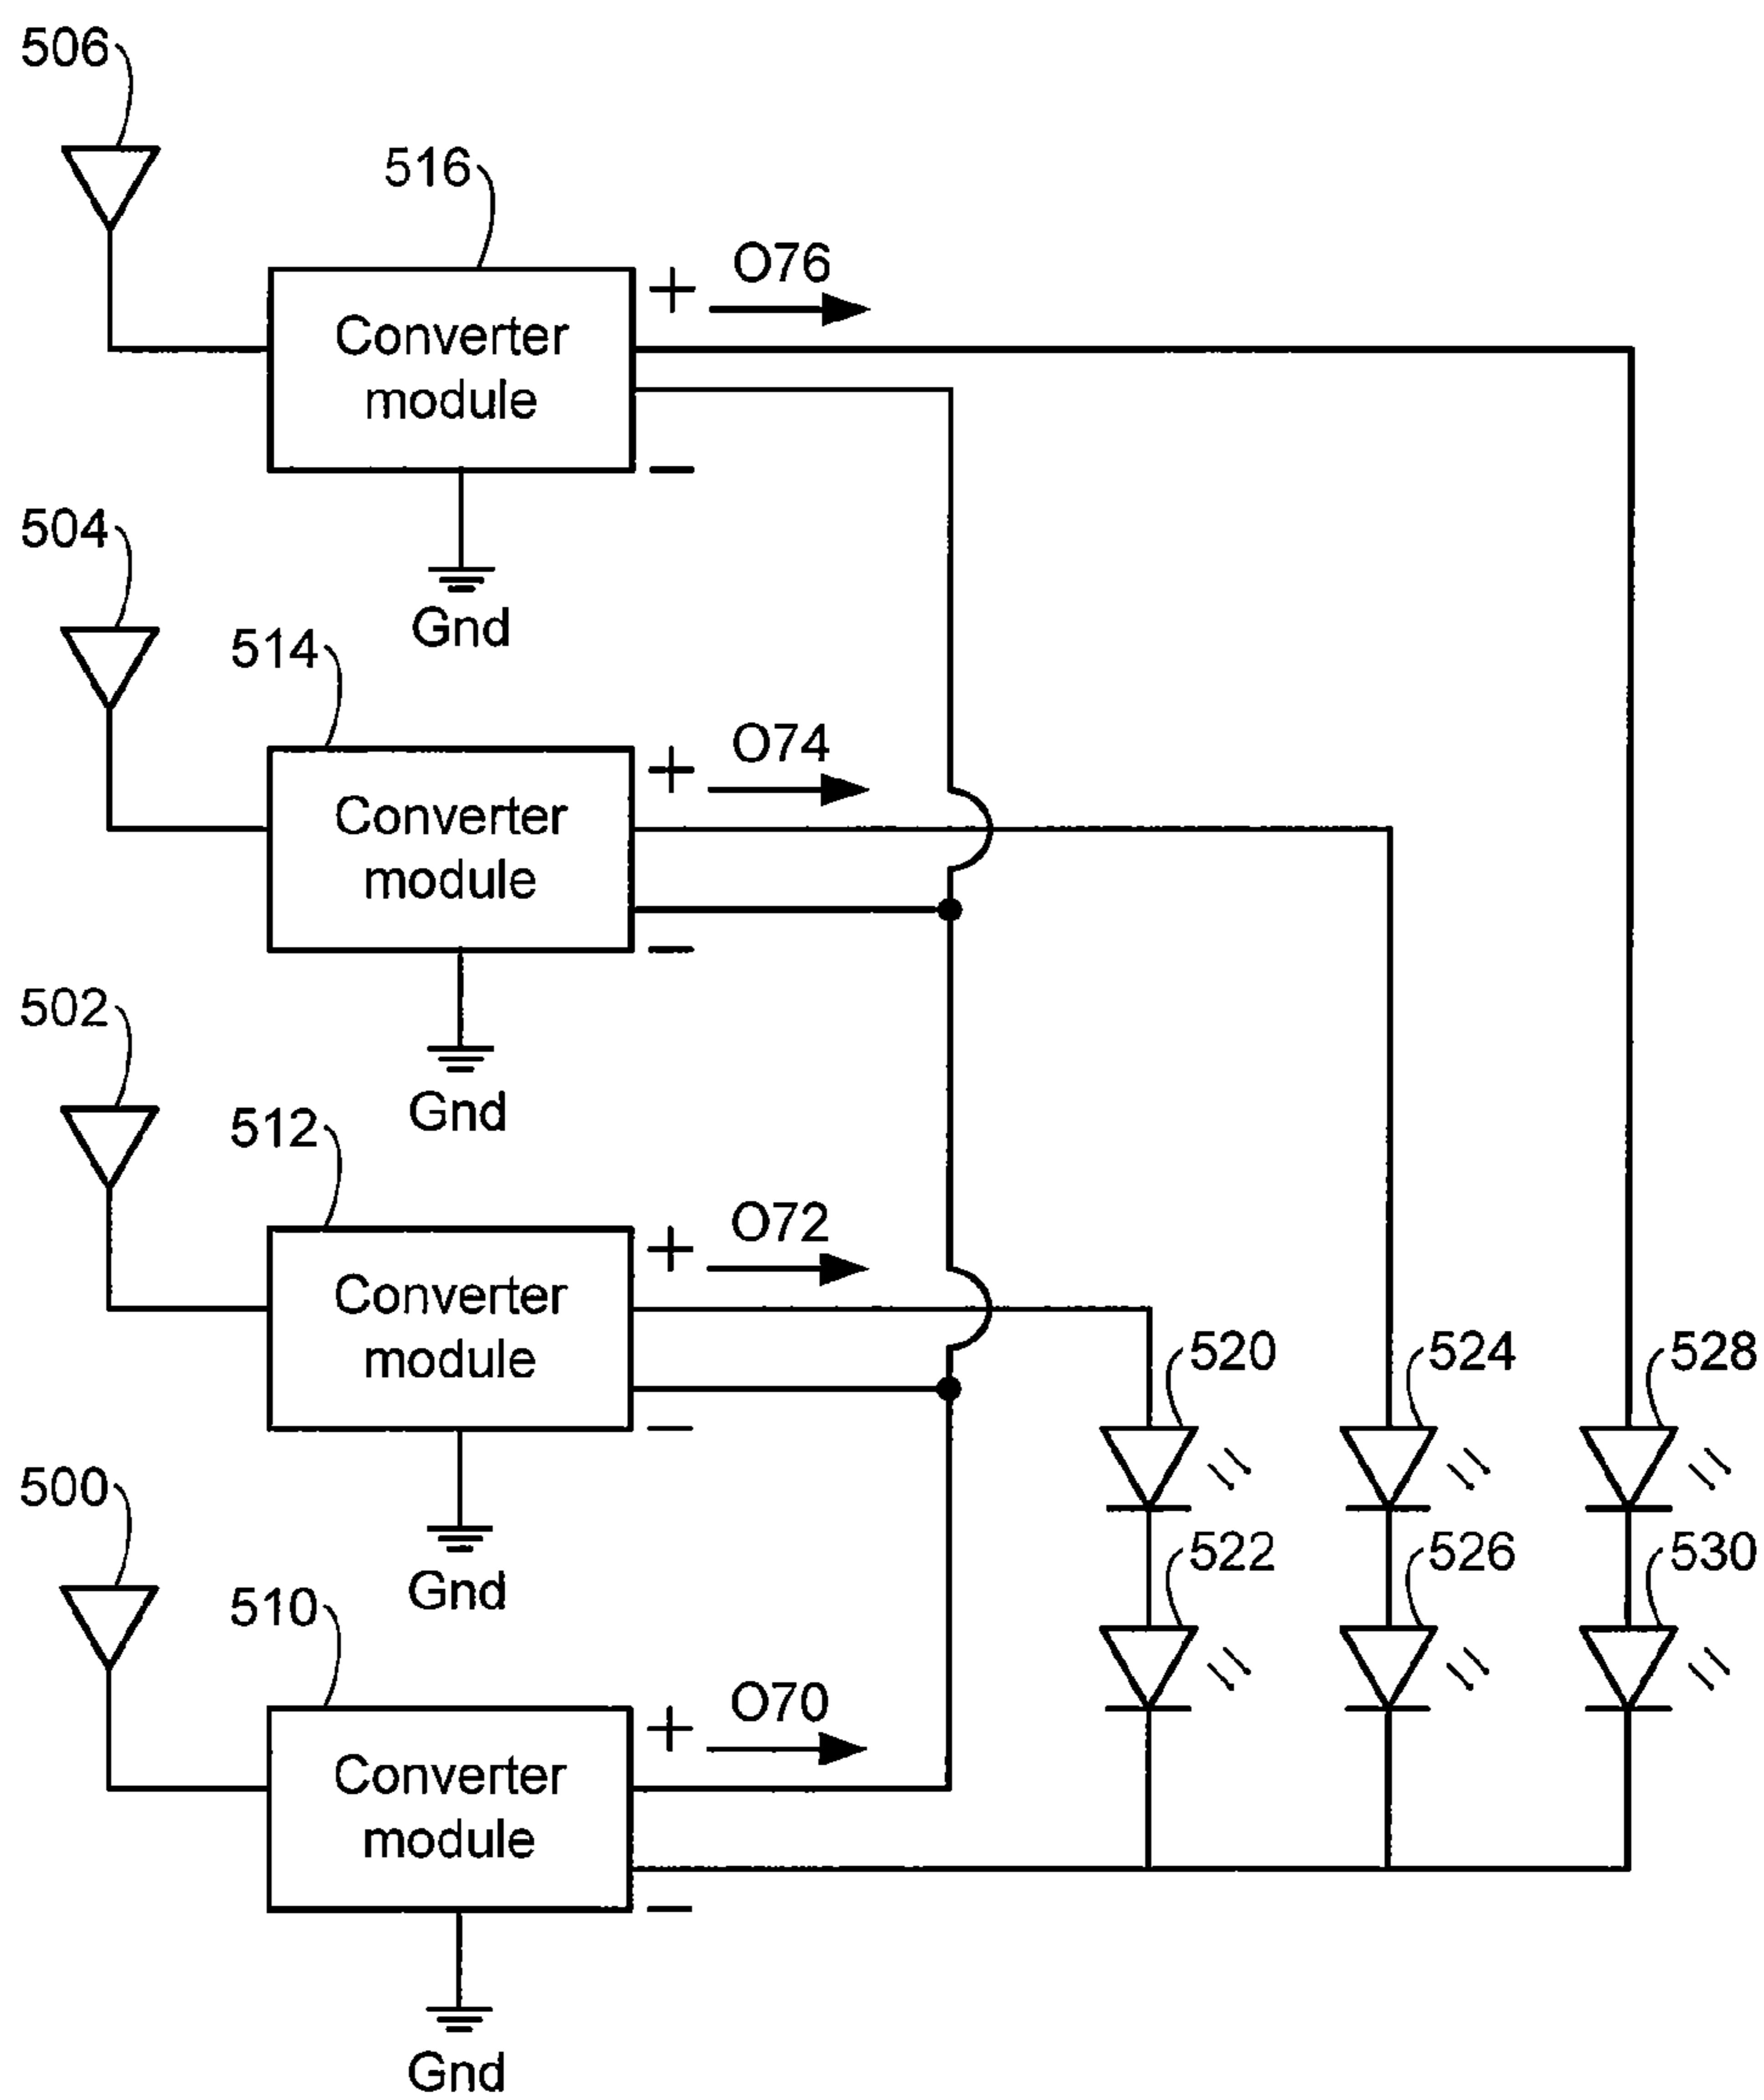 506
516
+ O76
Converter
module
−
Gnd
504
514
+ O74
Converter
module
−
Gnd
502
512
+ O72
Converter
module
−
Gnd
520 524 528
522 526 530
500
510
+ O70
Converter
module
−
Gnd